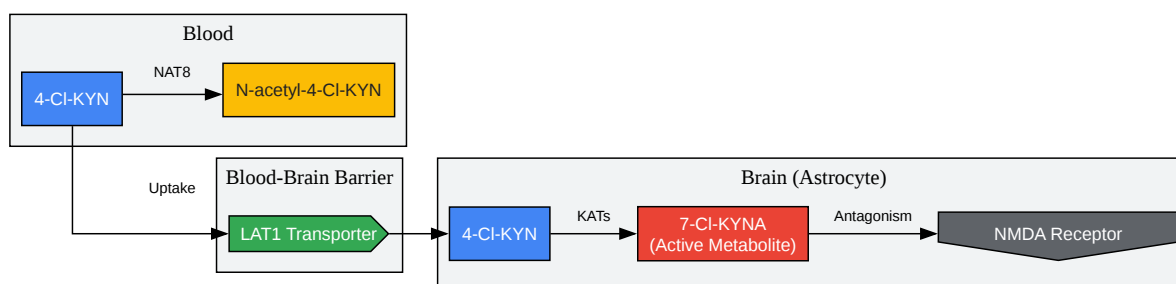 Blood
NAT8
4-Cl-KYN
N-acetyl-4-Cl-KYN
Uptake
Blood-Brain Barrier
LAT1 Transporter
Brain (Astrocyte)
4-Cl-KYN
KATs
7-Cl-KYNA
(Active Metabolite)
Antagonism
NMDA Receptor